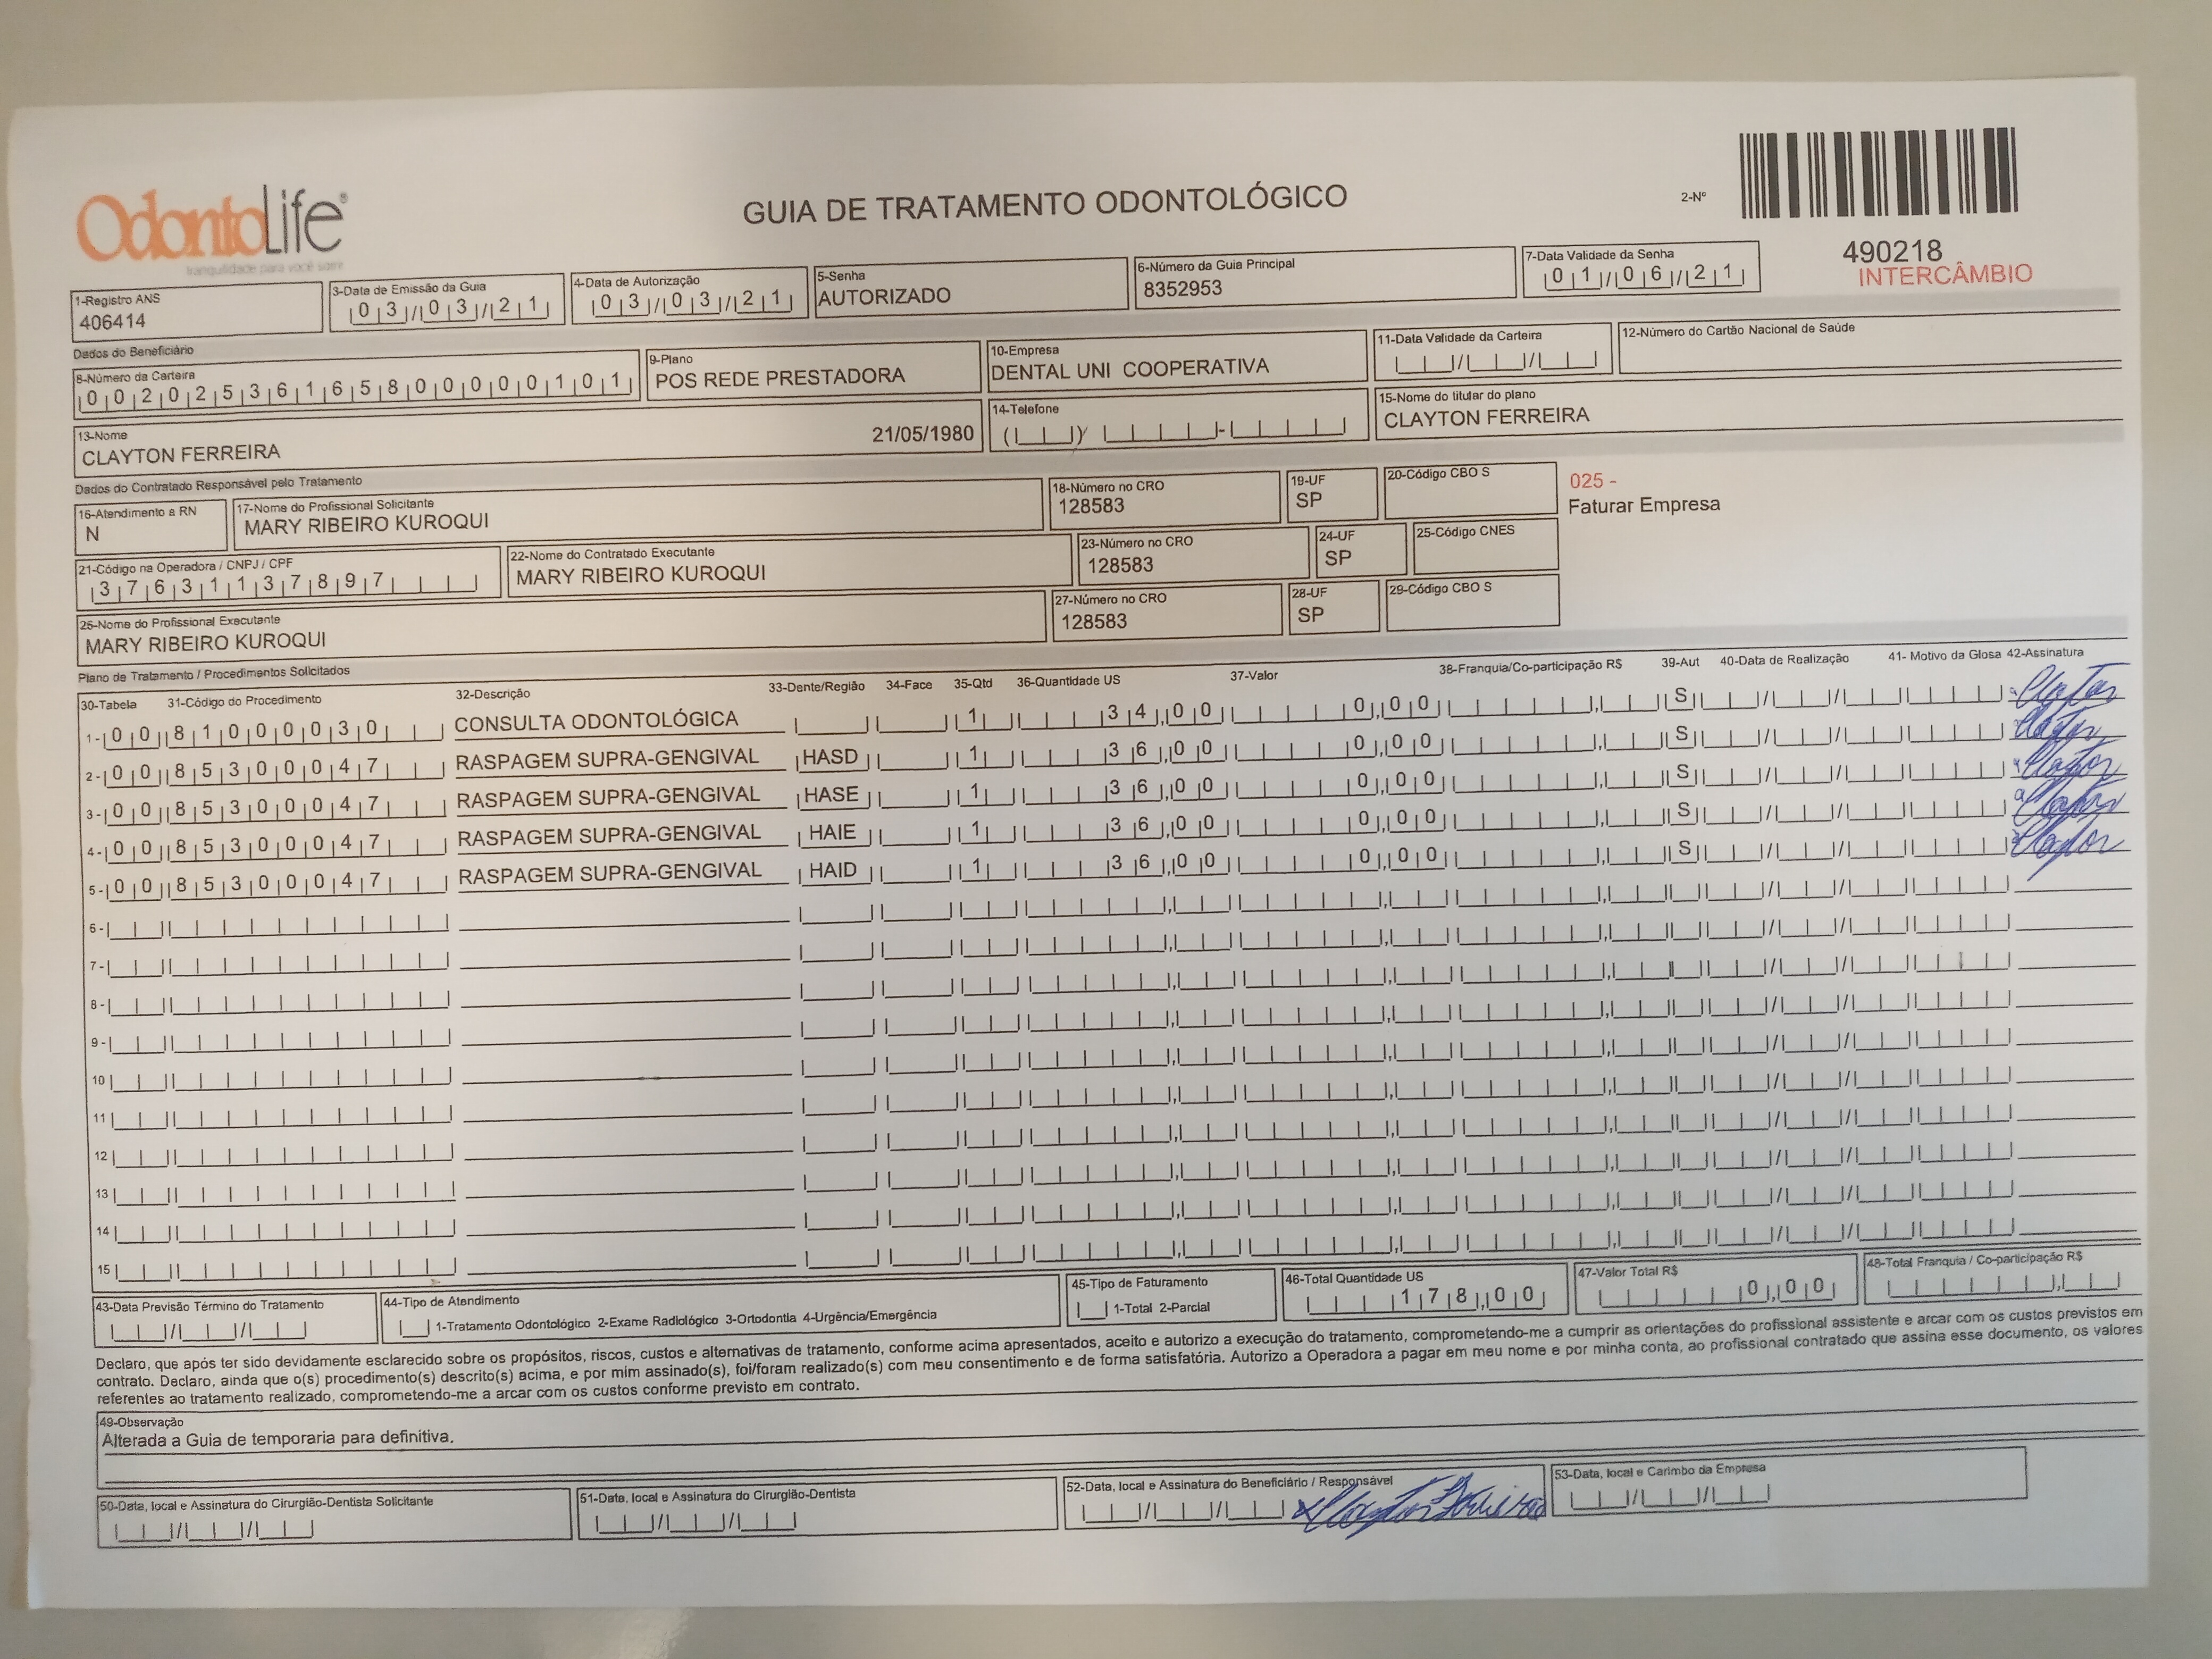 OdontoLife®
tranquilidade para você sorrir
GUIA DE TRATAMENTO ODONTOLÓGICO
2-Nº
490218
INTERCÂMBIO
1-Registro ANS
406414
3-Data de Emissão da Guia
03/03/21
4-Data de Autorização
03/03/21
5-Senha
AUTORIZADO
6-Número da Guia Principal
8352953
7-Data Validade da Senha
01/06/21
Dados do Beneficiário
8-Número da Carteira
002025361658000000101
9-Plano
POS REDE PRESTADORA
10-Empresa
DENTAL UNI COOPERATIVA
11-Data Validade da Carteira
12-Número do Cartão Nacional de Saúde
13-Nome
CLAYTON FERREIRA 21/05/1980
14-Telefone
15-Nome do titular do plano
CLAYTON FERREIRA
Dados do Contratado Responsável pelo Tratamento
16-Atendimento a RN
N
17-Nome do Profissional Solicitante
MARY RIBEIRO KUROQUI
18-Número no CRO
128583
19-UF
SP
20-Código CBO S
025 -
Faturar Empresa
21-Código na Operadora / CNPJ / CPF
37631137897
22-Nome do Contratado Executante
MARY RIBEIRO KUROQUI
23-Número no CRO
128583
24-UF
SP
25-Código CNES
26-Nome do Profissional Executante
MARY RIBEIRO KUROQUI
27-Número no CRO
128583
28-UF
SP
29-Código CBO S
Plano de Tratamento / Procedimentos Solicitados
30-Tabela 31-Código do Procedimento 32-Descrição 33-Dente/Região 34-Face 35-Qtd 36-Quantidade US 37-Valor 38-Franquia/Co-participação R$ 39-Aut 40-Data de Realização 41- Motivo da Glosa 42-Assinatura
1- 00 81000030 CONSULTA ODONTOLÓGICA 1 34,00 0,00 S
2- 00 85300047 RASPAGEM SUPRA-GENGIVAL HASD 1 36,00 0,00 S
3- 00 85300047 RASPAGEM SUPRA-GENGIVAL HASE 1 36,00 0,00 S
4- 00 85300047 RASPAGEM SUPRA-GENGIVAL HAIE 1 36,00 0,00 S
5- 00 85300047 RASPAGEM SUPRA-GENGIVAL HAID 1 36,00 0,00 S
6-
7-
8-
9-
10
11
12
13
14
15
43-Data Previsão Término do Tratamento
44-Tipo de Atendimento
1-Tratamento Odontológico 2-Exame Radiológico 3-Ortodontia 4-Urgência/Emergência
45-Tipo de Faturamento
1-Total 2-Parcial
46-Total Quantidade US
178,00
47-Valor Total R$
0,00
48-Total Franquia / Co-participação R$
Declaro, que após ter sido devidamente esclarecido sobre os propósitos, riscos, custos e alternativas de tratamento, conforme acima apresentados, aceito e autorizo a execução do tratamento, comprometendo-me a cumprir as orientações do profissional assistente e arcar com os custos previstos em
contrato. Declaro, ainda que o(s) procedimento(s) descrito(s) acima, e por mim assinado(s), foi/foram realizado(s) com meu consentimento e de forma satisfatória. Autorizo a Operadora a pagar em meu nome e por minha conta, ao profissional contratado que assina esse documento, os valores
referentes ao tratamento realizado, comprometendo-me a arcar com os custos conforme previsto em contrato.
49-Observação
Alterada a Guia de temporaria para definitiva.
50-Data, local e Assinatura do Cirurgião-Dentista Solicitante
51-Data, local e Assinatura do Cirurgião-Dentista
52-Data, local e Assinatura do Beneficiário / Responsável
Clayton Ferreira
53-Data, local e Carimbo da Empresa